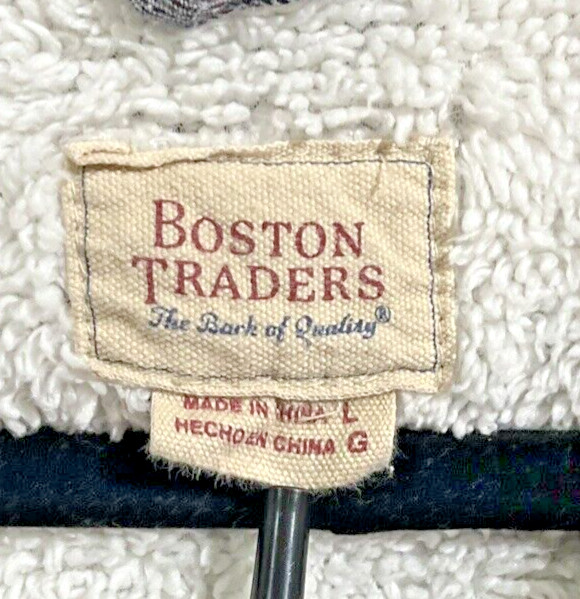 BOSTON
TRADERS
The Bark of Quality®
MADE IN CHINA L
HECHO EN CHINA G